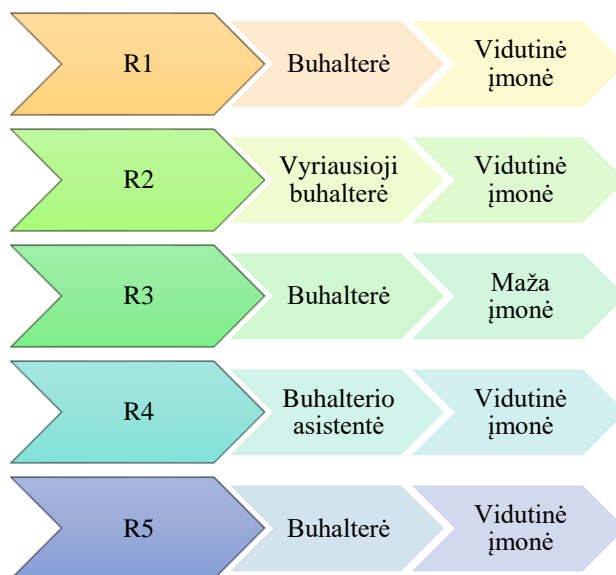 R1
Buhalterė
Vidutinė
įmonė
R2
Vyriausioji
buhalterė
Vidutinė
įmonė
R3
Buhalterė
Maža
įmonė
R4
Buhalterio
asistentė
Vidutinė
įmonė
R5
Buhalterė
Vidutinė
įmonė